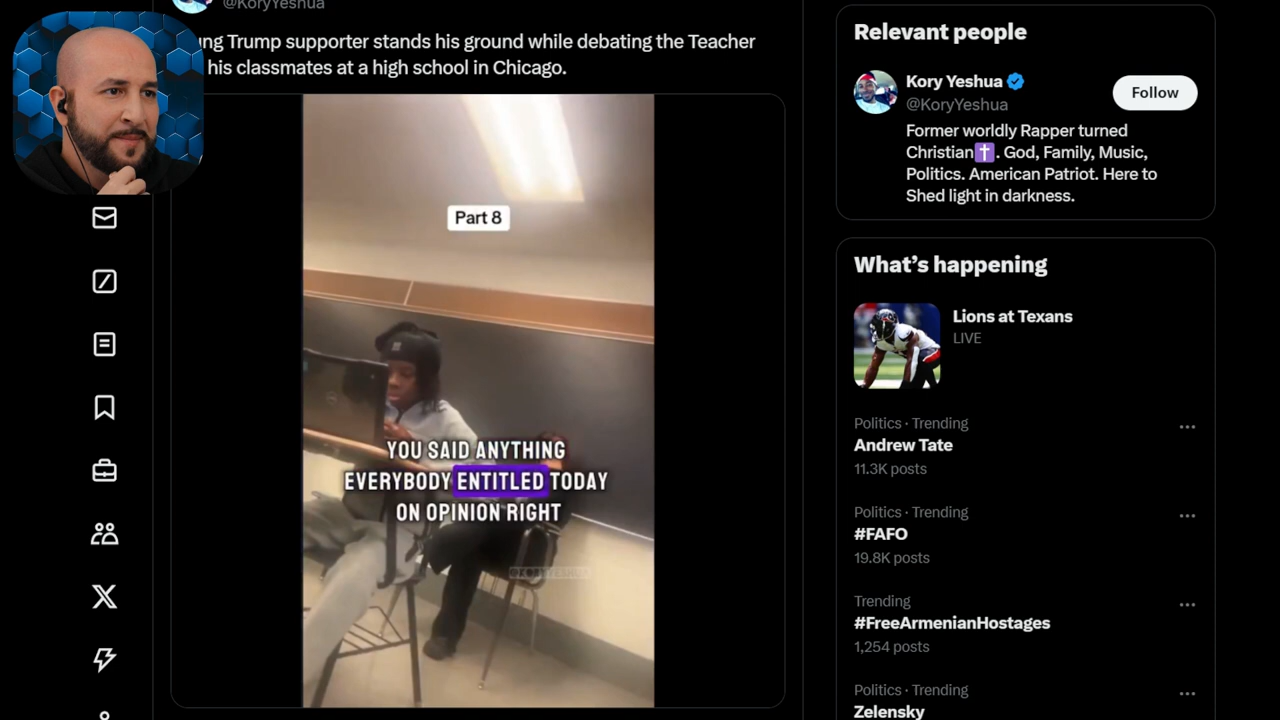 @KoryYeshua
ng Trump supporter stands his ground while debating the Teacher
his classmates at a high school in Chicago.
Part 8
YOU SAID ANYTHING
EVERYBODY ENTITLED TODAY
ON OPINION RIGHT
@KORYYESHUA
Relevant people
Kory Yeshua
@KoryYeshua
Follow
Former worldly Rapper turned
Christian✝️. God, Family, Music,
Politics. American Patriot. Here to
Shed light in darkness.
What's happening
Lions at Texans
LIVE
Politics · Trending
Andrew Tate
11.3K posts
Politics · Trending
#FAFO
19.8K posts
Trending
#FreeArmenianHostages
1,254 posts
Politics · Trending
Zelensky